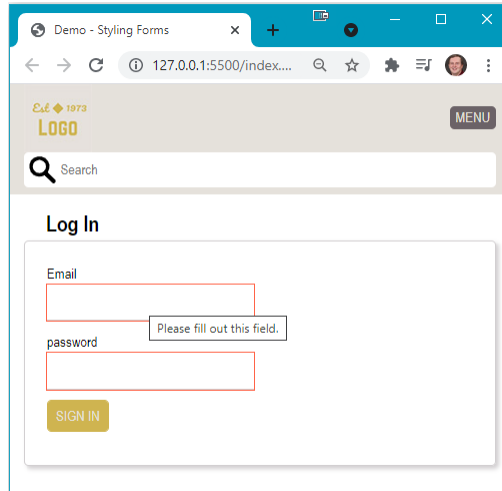 Demo - Styling Forms
127.0.0.1:5500/index....
Est 1973
LOGO
MENU
Search
Log In
Email
Please fill out this field.
password
SIGN IN